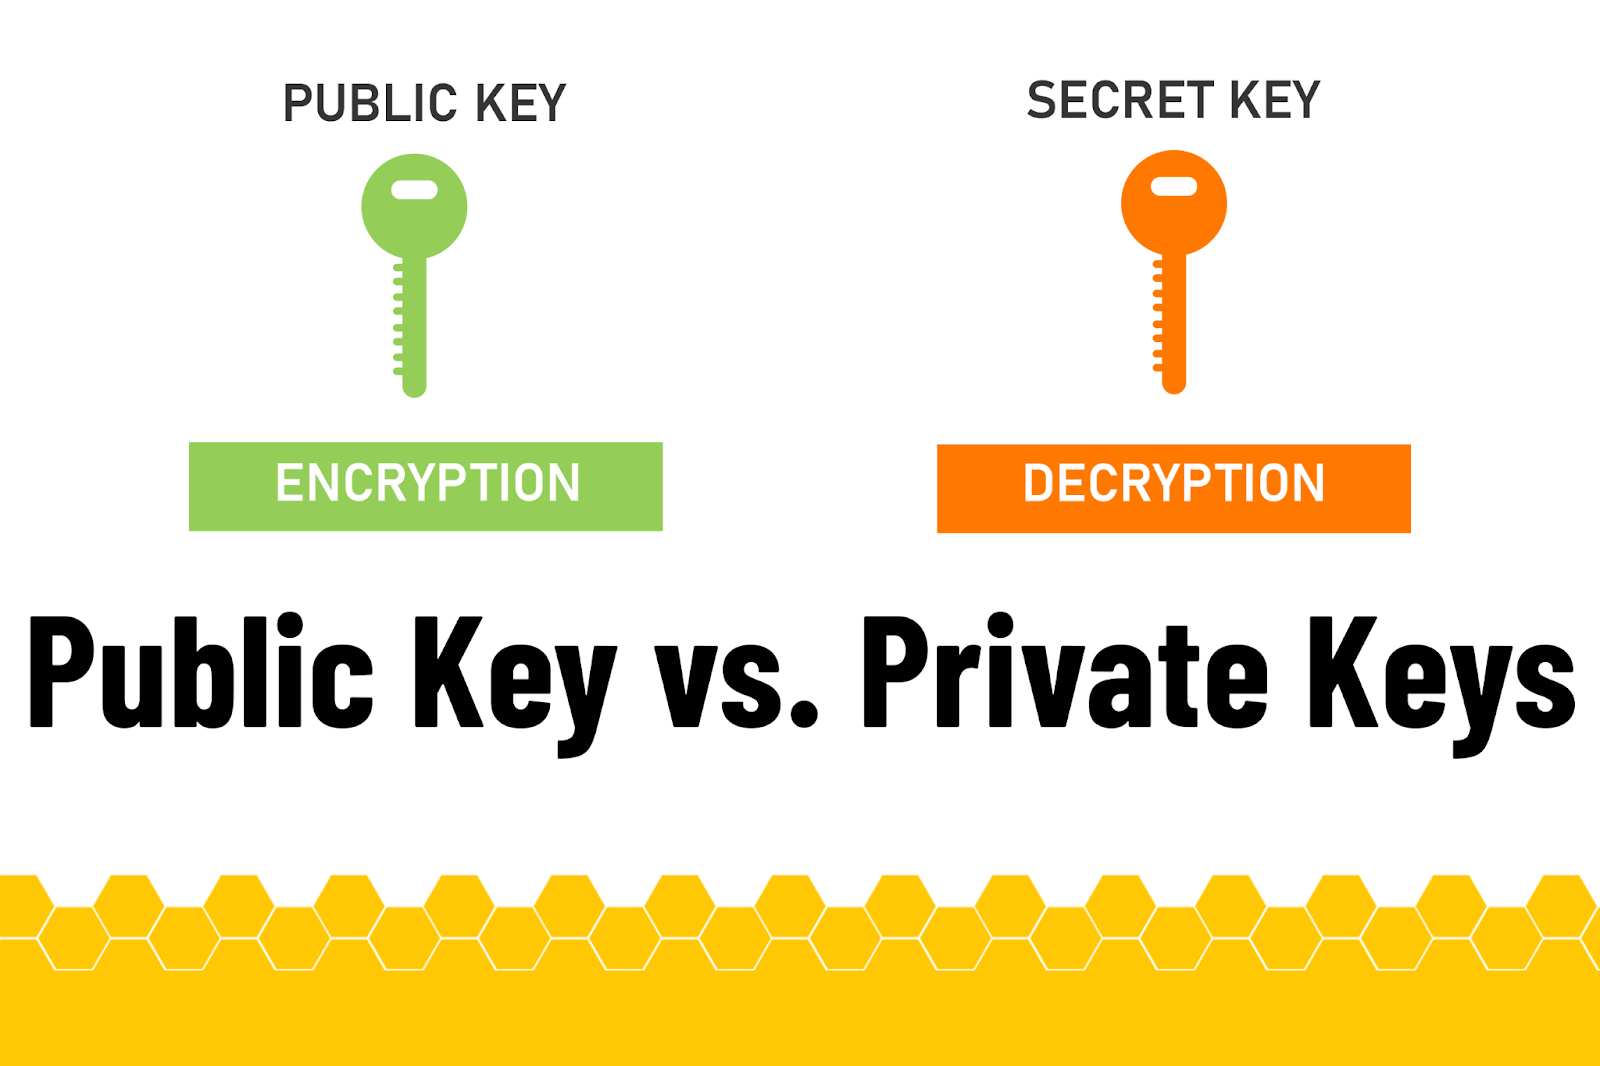 PUBLIC KEY
SECRET KEY
ENCRYPTION
DECRYPTION
Public Key vs. Private Keys